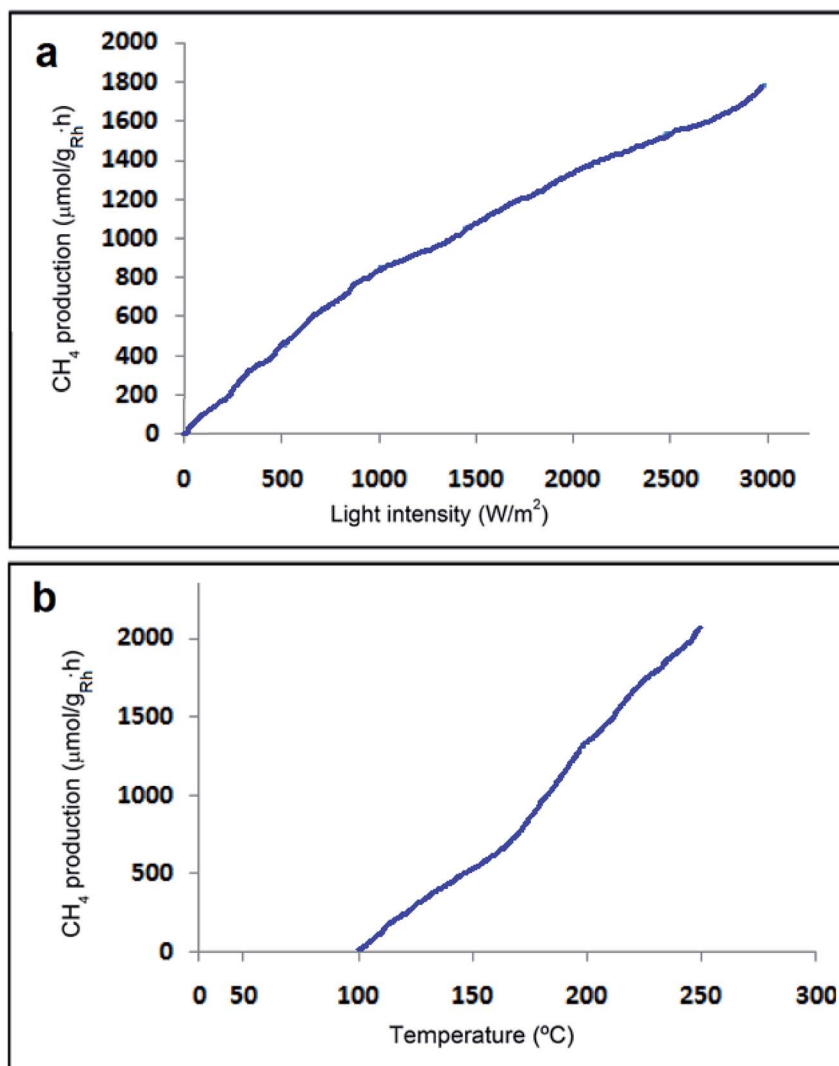 a
CH4 production (μmol/gRh·h)
2000
1800
1600
1400
1200
1000
800
600
400
200
0
0 500 1000 1500 2000 2500 3000
Light intensity (W/m²)
b
CH4 production (μmol/gRh·h)
2000
1500
1000
500
0
0 50 100 150 200 250 300
Temperature (ºC)